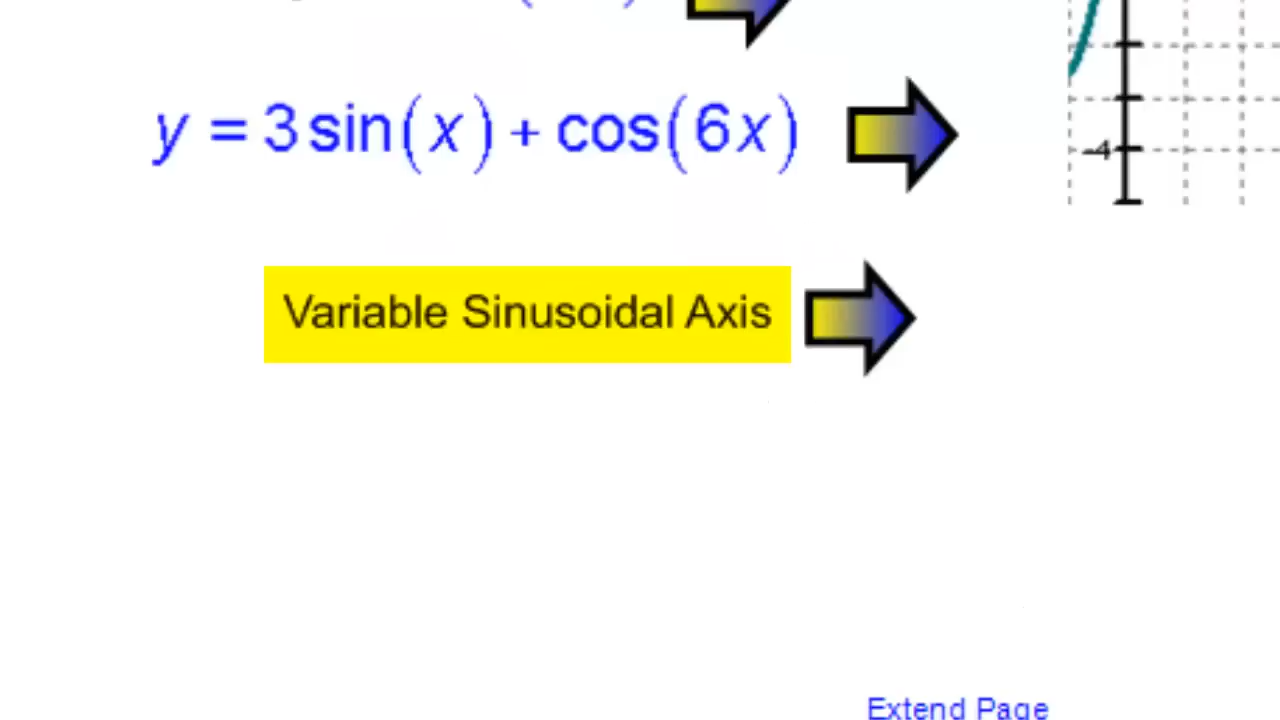 y = 3 sin(x) + cos(6x)
-4
Variable Sinusoidal Axis
Extend Page